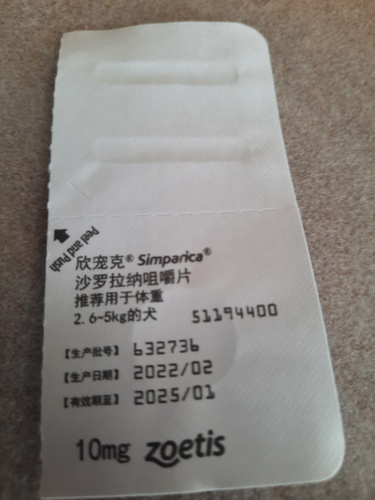 Peel and Push
欣宠克® Simparica®
沙罗拉纳咀嚼片
推荐用于体重
2.6~5kg的犬 51194400
【生产批号】 632736
【生产日期】 2022/02
【有效期至】 2025/01
10mg zoetis